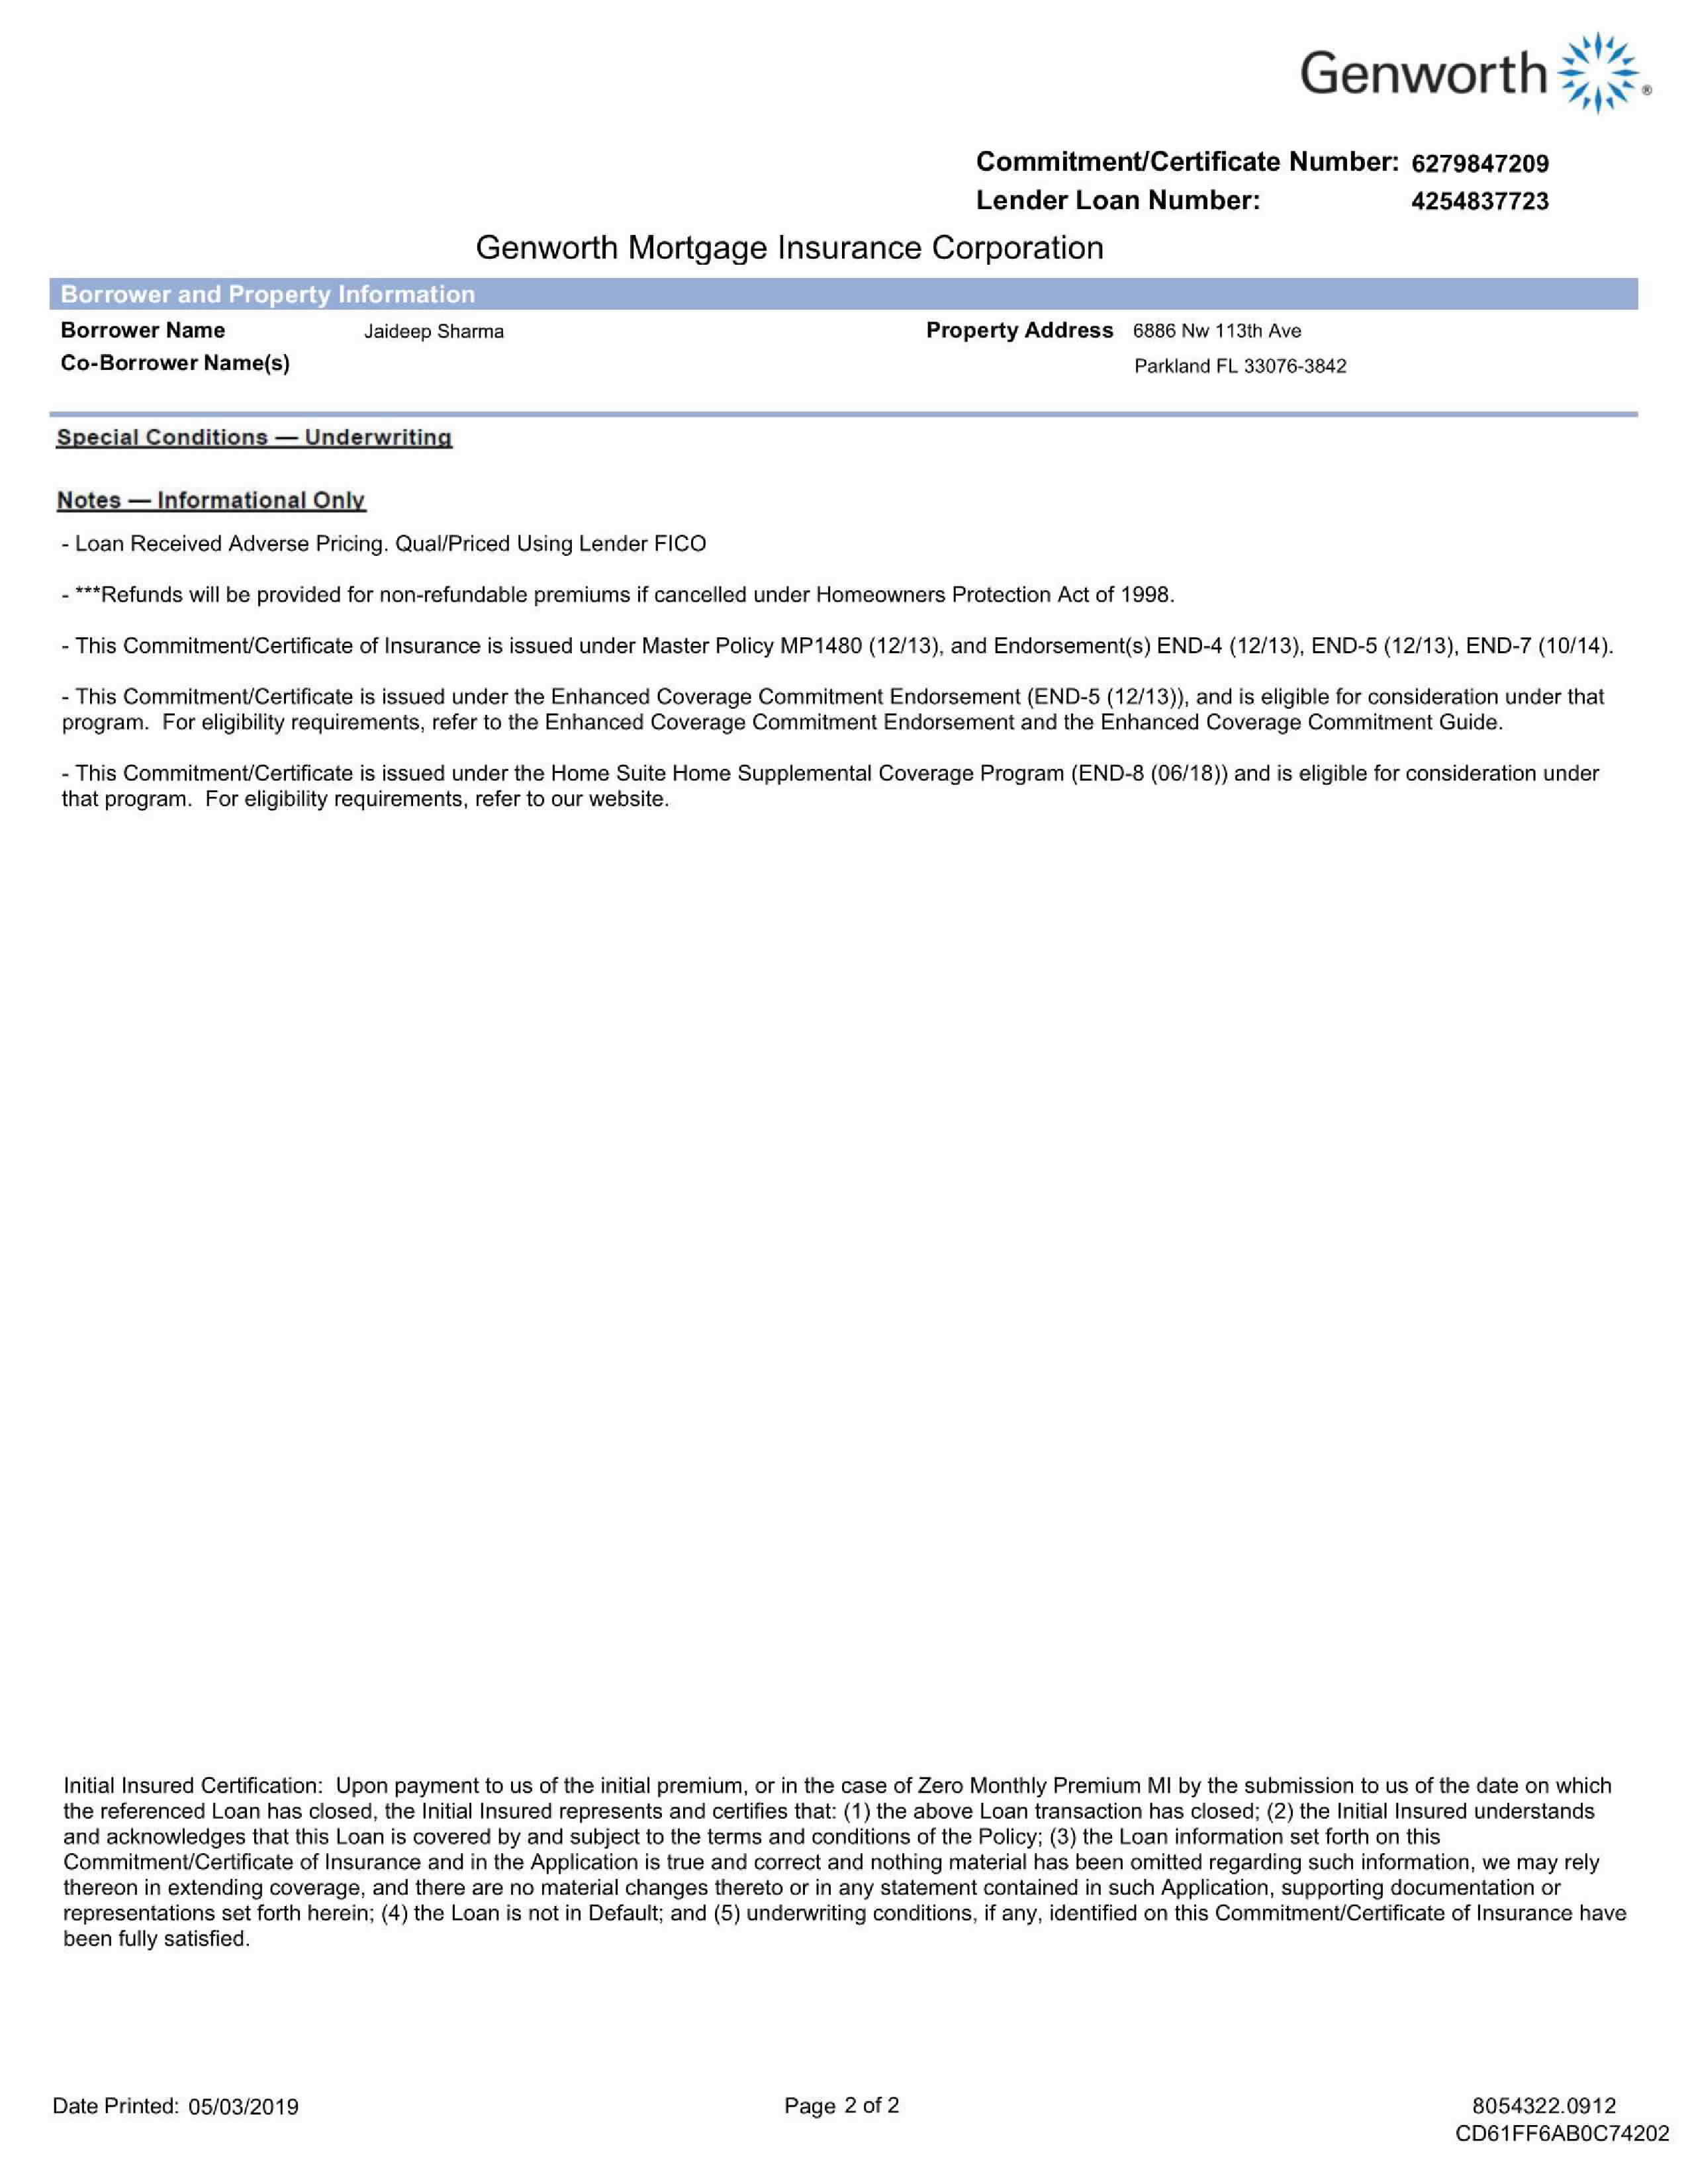 Genworth®
Commitment/Certificate Number: 6279847209
Lender Loan Number: 4254837723
Genworth Mortgage Insurance Corporation
Borrower and Property Information
Borrower Name Jaideep Sharma Property Address 6886 Nw 113th Ave
Co-Borrower Name(s) Parkland FL 33076-3842
Special Conditions — Underwriting
Notes — Informational Only
- Loan Received Adverse Pricing. Qual/Priced Using Lender FICO
- ***Refunds will be provided for non-refundable premiums if cancelled under Homeowners Protection Act of 1998.
- This Commitment/Certificate of Insurance is issued under Master Policy MP1480 (12/13), and Endorsement(s) END-4 (12/13), END-5 (12/13), END-7 (10/14).
- This Commitment/Certificate is issued under the Enhanced Coverage Commitment Endorsement (END-5 (12/13)), and is eligible for consideration under that
program.  For eligibility requirements, refer to the Enhanced Coverage Commitment Endorsement and the Enhanced Coverage Commitment Guide.
- This Commitment/Certificate is issued under the Home Suite Home Supplemental Coverage Program (END-8 (06/18)) and is eligible for consideration under
that program.  For eligibility requirements, refer to our website.
Initial Insured Certification:  Upon payment to us of the initial premium, or in the case of Zero Monthly Premium MI by the submission to us of the date on which
the referenced Loan has closed, the Initial Insured represents and certifies that: (1) the above Loan transaction has closed; (2) the Initial Insured understands
and acknowledges that this Loan is covered by and subject to the terms and conditions of the Policy; (3) the Loan information set forth on this
Commitment/Certificate of Insurance and in the Application is true and correct and nothing material has been omitted regarding such information, we may rely
thereon in extending coverage, and there are no material changes thereto or in any statement contained in such Application, supporting documentation or
representations set forth herein; (4) the Loan is not in Default; and (5) underwriting conditions, if any, identified on this Commitment/Certificate of Insurance have
been fully satisfied.
Date Printed: 05/03/2019 Page 2 of 2 8054322.0912
CD61FF6AB0C74202